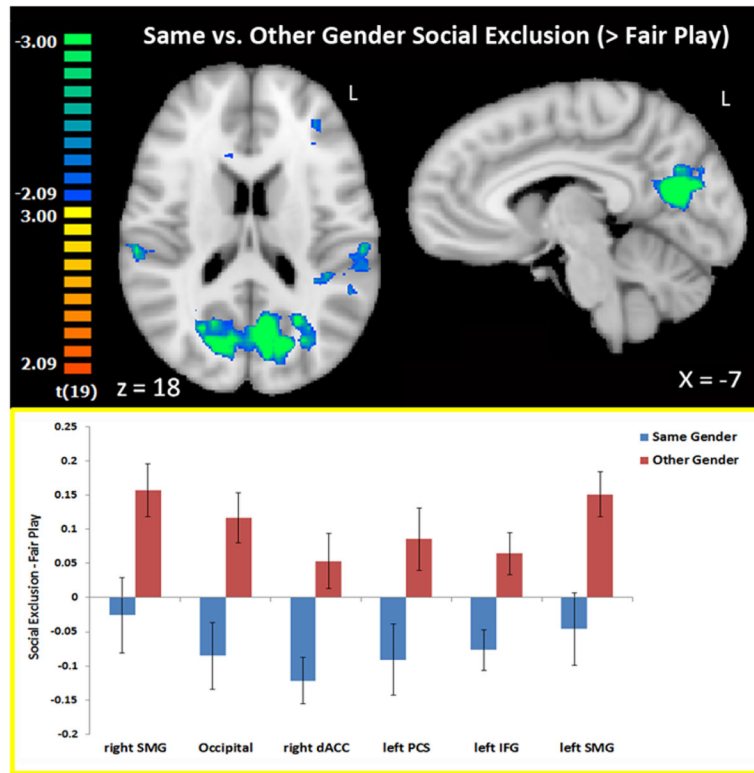 Same vs. Other Gender Social Exclusion (> Fair Play)
-3.00
-2.09
3.00
2.09
t(19)
L
z = 18
L
X = -7
Social Exclusion - Fair Play
0.25
0.2
0.15
0.1
0.05
0
-0.05
-0.1
-0.15
-0.2
Same Gender
Other Gender
right SMG Occipital right dACC left PCS left IFG left SMG